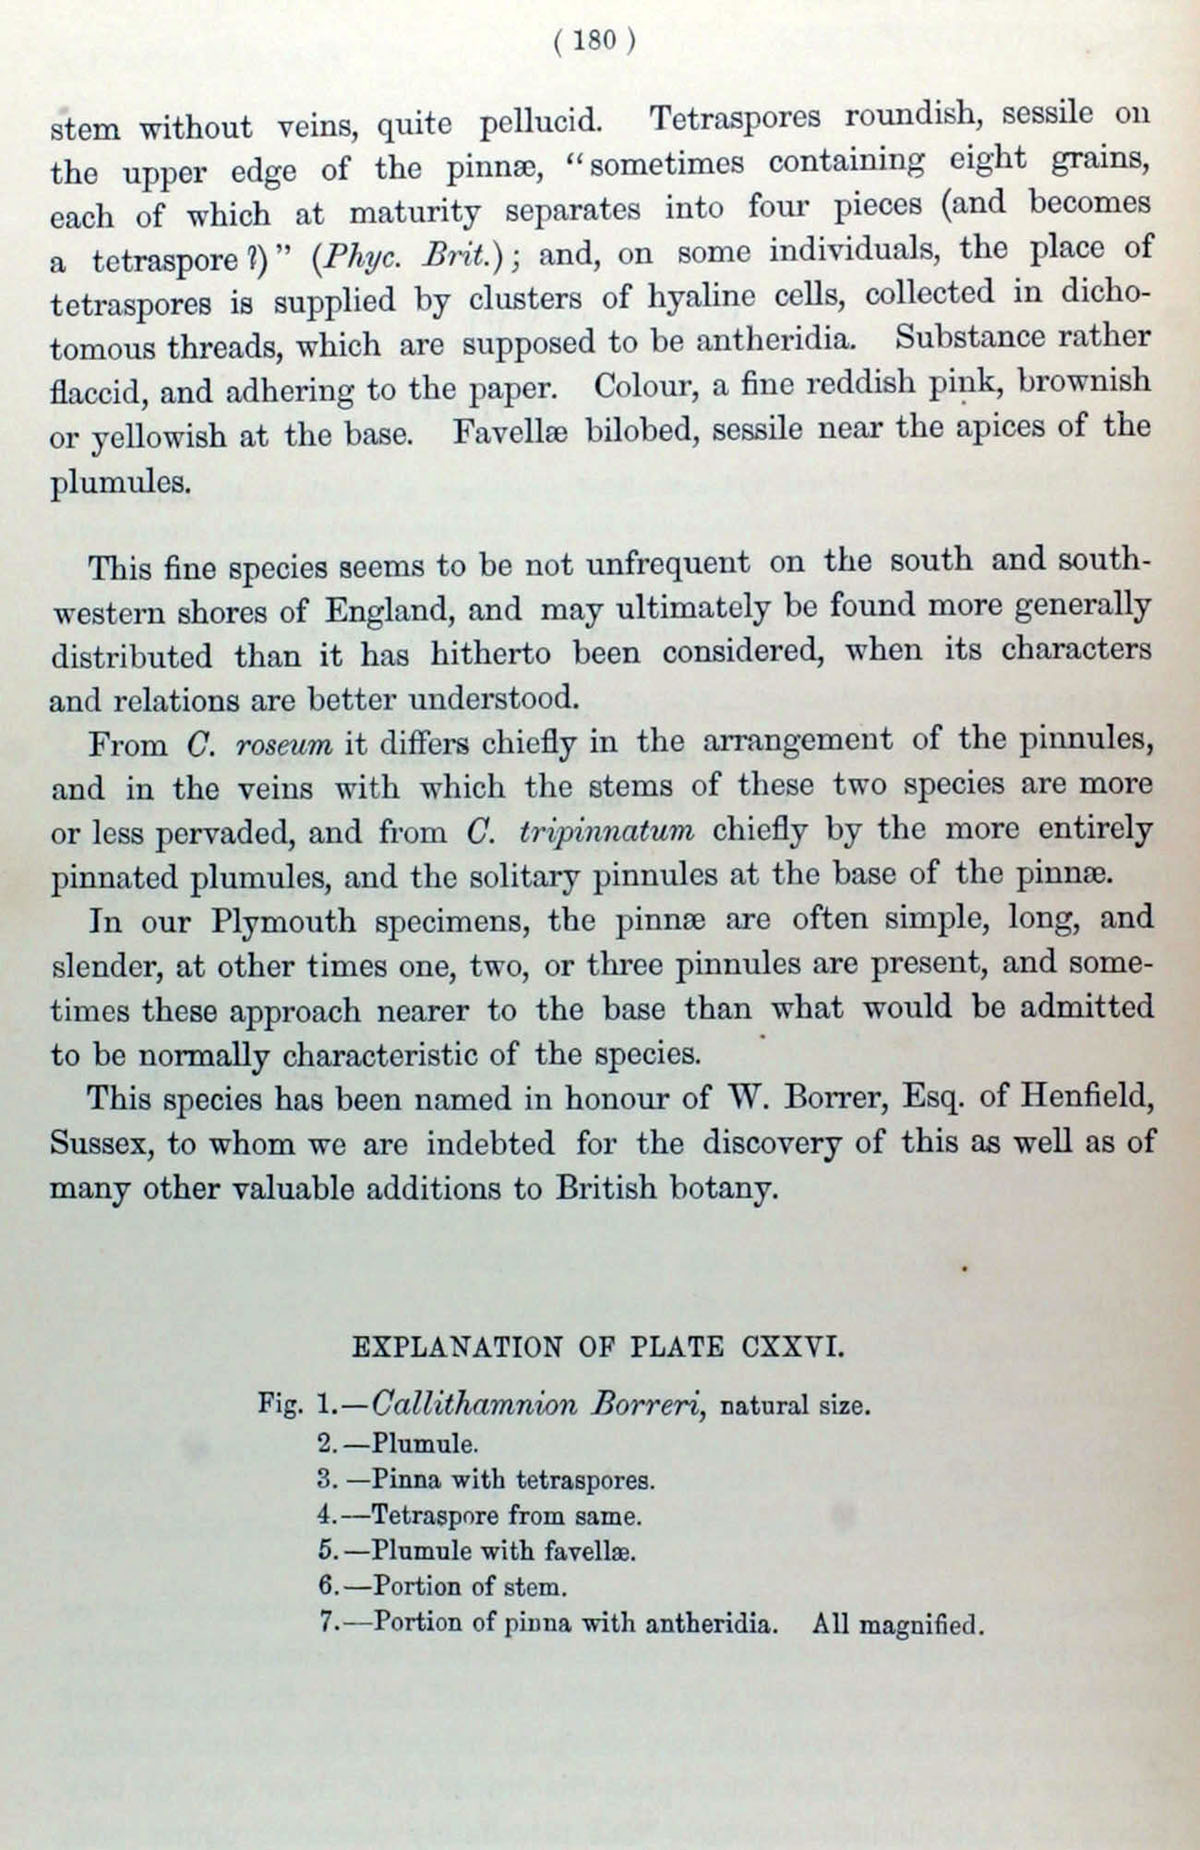 ( 180 )
stem without veins, quite pellucid. Tetraspores roundish, sessile on
the upper edge of the pinnæ, “sometimes containing eight grains,
each of which at maturity separates into four pieces (and becomes
a tetraspore ?)” (Phyc. Brit.); and, on some individuals, the place of
tetraspores is supplied by clusters of hyaline cells, collected in dicho-
tomous threads, which are supposed to be antheridia. Substance rather
flaccid, and adhering to the paper. Colour, a fine reddish pink, brownish
or yellowish at the base. Favellæ bilobed, sessile near the apices of the
plumules.
This fine species seems to be not unfrequent on the south and south-
western shores of England, and may ultimately be found more generally
distributed than it has hitherto been considered, when its characters
and relations are better understood.
From C. roseum it differs chiefly in the arrangement of the pinnules,
and in the veins with which the stems of these two species are more
or less pervaded, and from C. tripinnatum chiefly by the more entirely
pinnated plumules, and the solitary pinnules at the base of the pinnæ.
In our Plymouth specimens, the pinnæ are often simple, long, and
slender, at other times one, two, or three pinnules are present, and some-
times these approach nearer to the base than what would be admitted
to be normally characteristic of the species.
This species has been named in honour of W. Borrer, Esq. of Henfield,
Sussex, to whom we are indebted for the discovery of this as well as of
many other valuable additions to British botany.
EXPLANATION OF PLATE CXXVI.
Fig. 1.—Callithamnion Borreri, natural size.
2.—Plumule.
3.—Pinna with tetraspores.
4.—Tetraspore from same.
5.—Plumule with favellæ.
6.—Portion of stem.
7.—Portion of pinna with antheridia. All magnified.